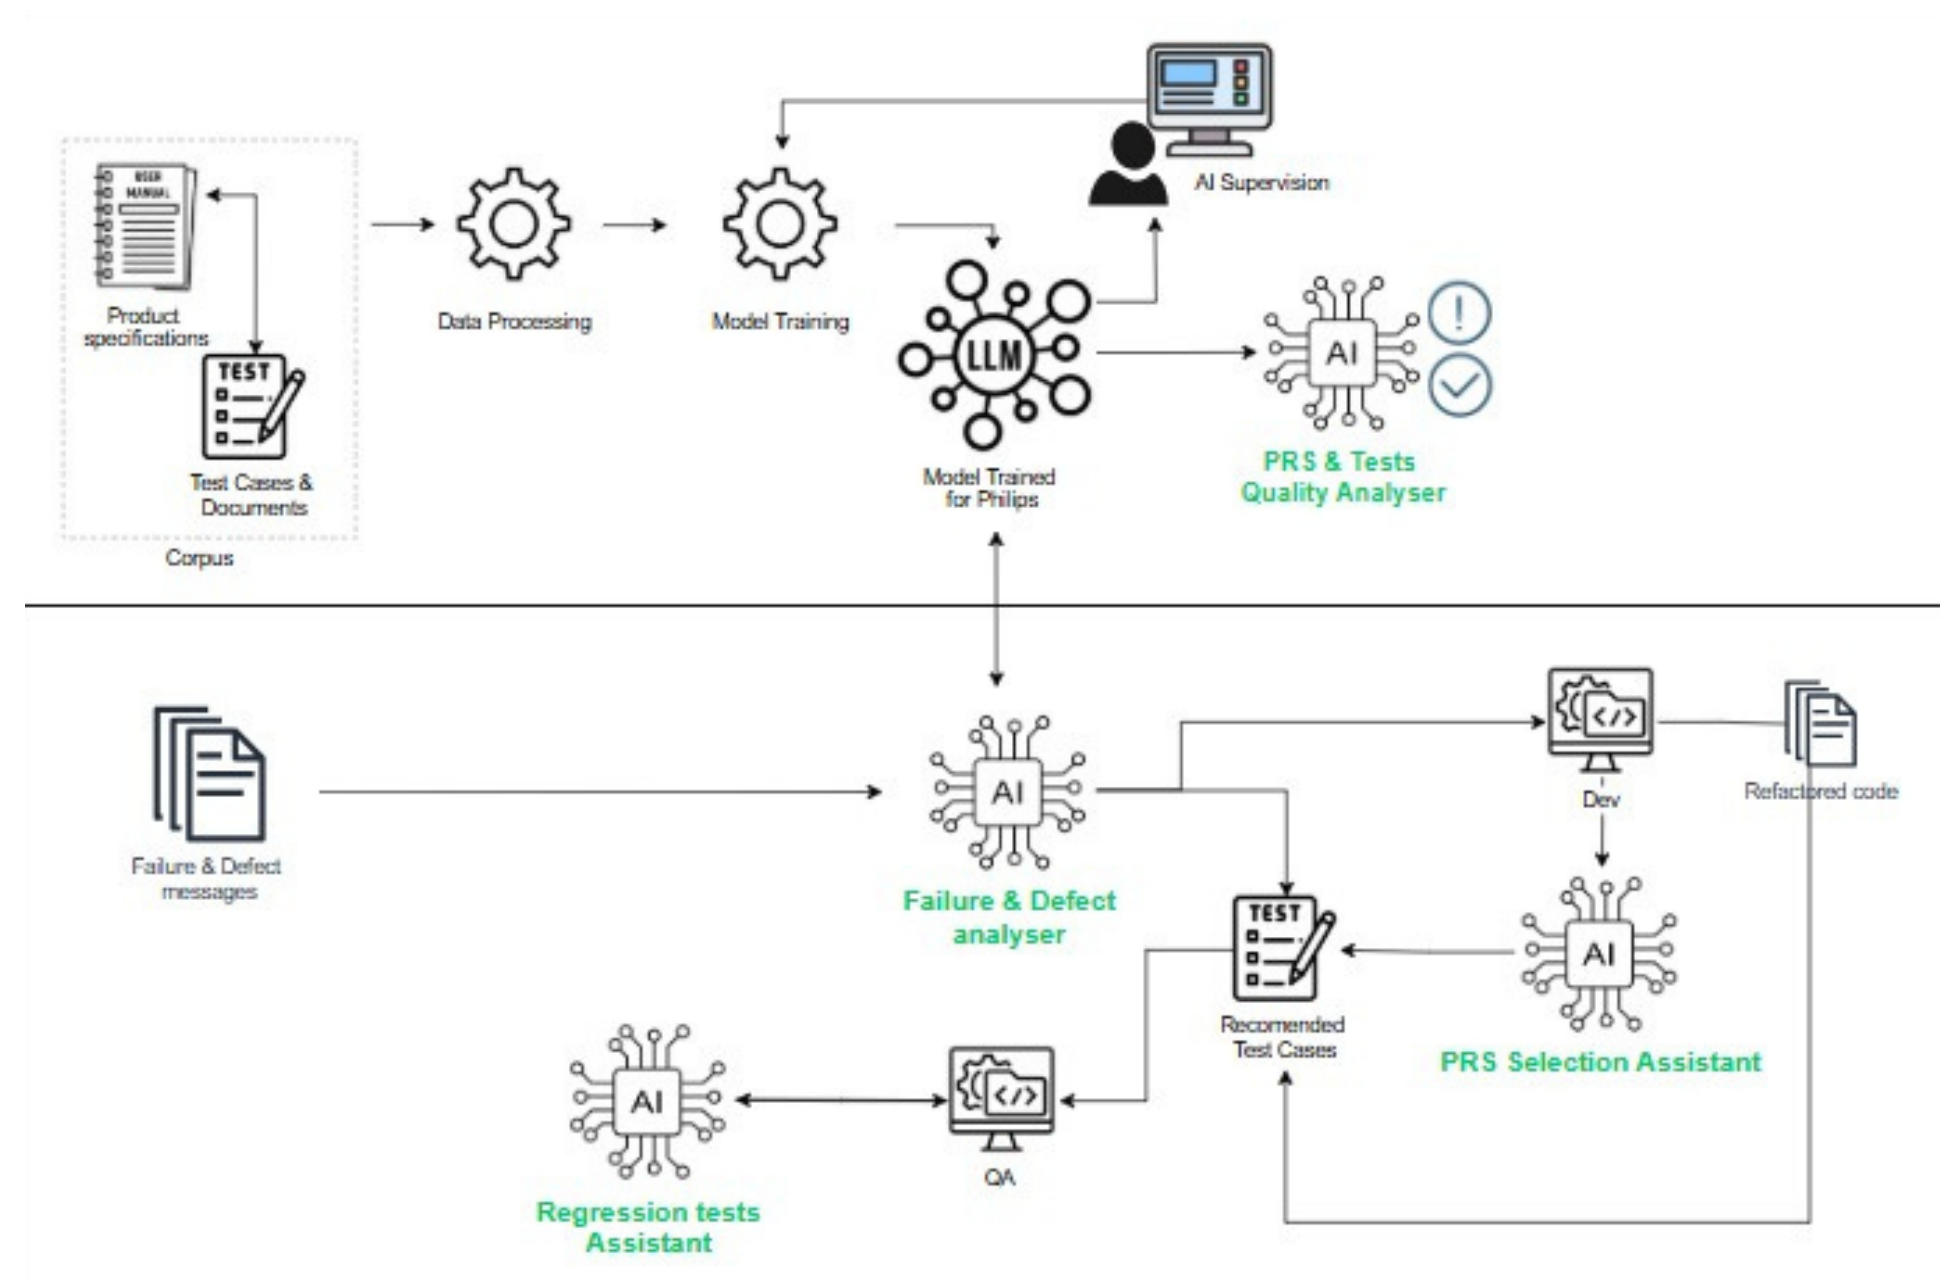 USER
MANUAL
Product
specifications
TEST
Test Cases &
Documents
Corpus
Data Processing
Model Training
AI Supervision
LLM
Model Trained
for Philips
AI
!
PRS & Tests
Quality Analyser
Failure & Defect
messages
AI
Failure & Defect
analyser
</>
Dev
Refactored code
TEST
Recomended
Test Cases
AI
PRS Selection Assistant
AI
Regression tests
Assistant
</>
QA